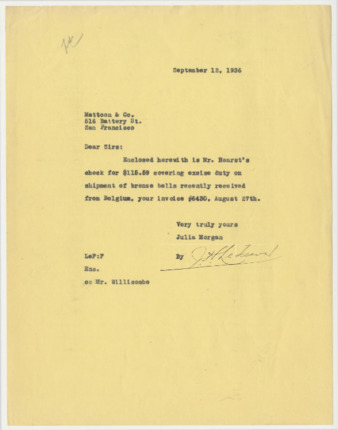 September 12, 1936
Mattoon & Co.
516 Battery St.
San Francisco
Dear Sirs:
Enclosed herewith is Mr. Hearst's
check for $115.59 covering excise duty on
shipment of bronze bells recently received
from Belgium, your invoice #6430, August 27th.
Very truly yours
Julia Morgan
By
LeF:F
Enc.
cc Mr. Willicombe